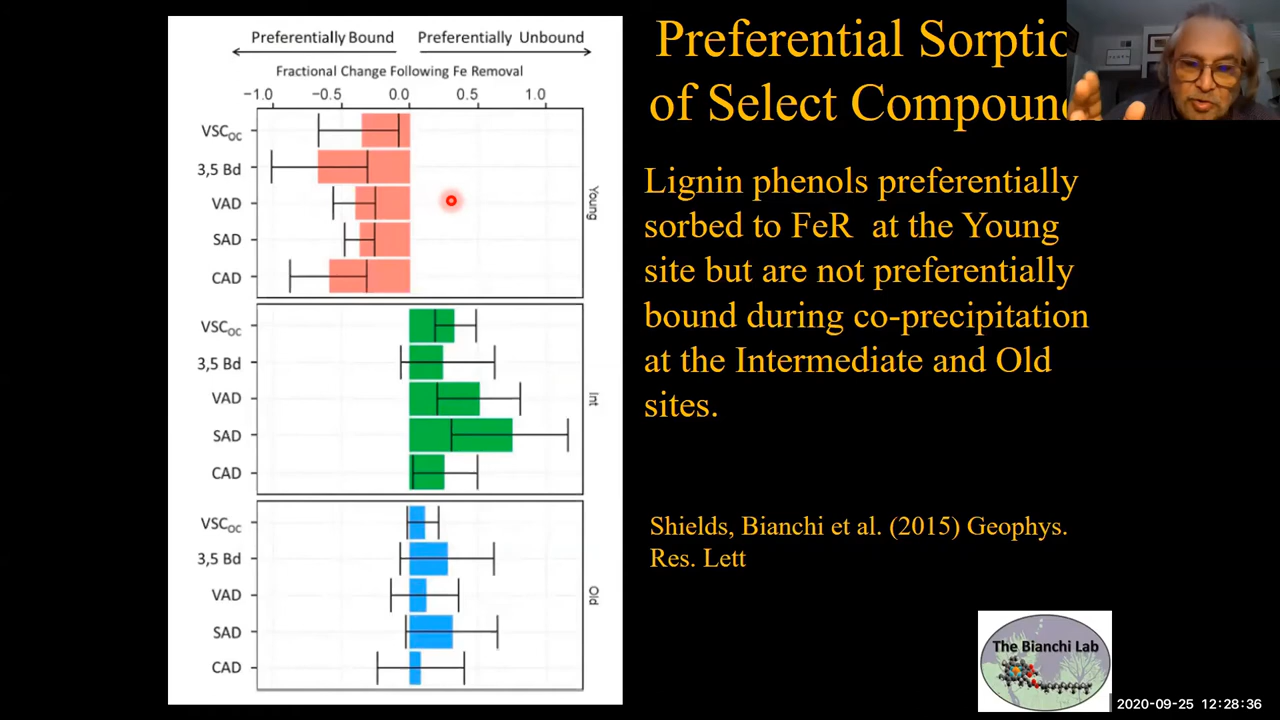 Preferentially Bound
Preferentially Unbound
Fractional Change Following Fe Removal
−1.0 −0.5 0.0 0.5 1.0
VSCOC
3,5 Bd
VAD
SAD
CAD
Young
VSCOC
3,5 Bd
VAD
SAD
CAD
Int
VSCOC
3,5 Bd
VAD
SAD
CAD
Old
Preferential Sorptio
of Select Compoun
Lignin phenols preferentially
sorbed to FeR at the Young
site but are not preferentially
bound during co-precipitation
at the Intermediate and Old
sites.
Shields, Bianchi et al. (2015) Geophys.
Res. Lett
The Bianchi Lab
2020-09-25 12:28:36